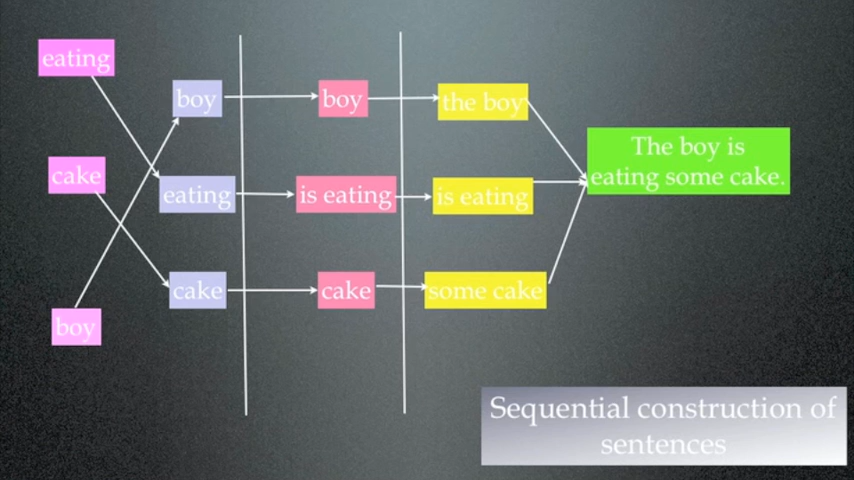 eating
cake
boy
boy
eating
cake
boy
is eating
cake
the boy
is eating
some cake
The boy is
eating some cake.
Sequential construction of
sentences